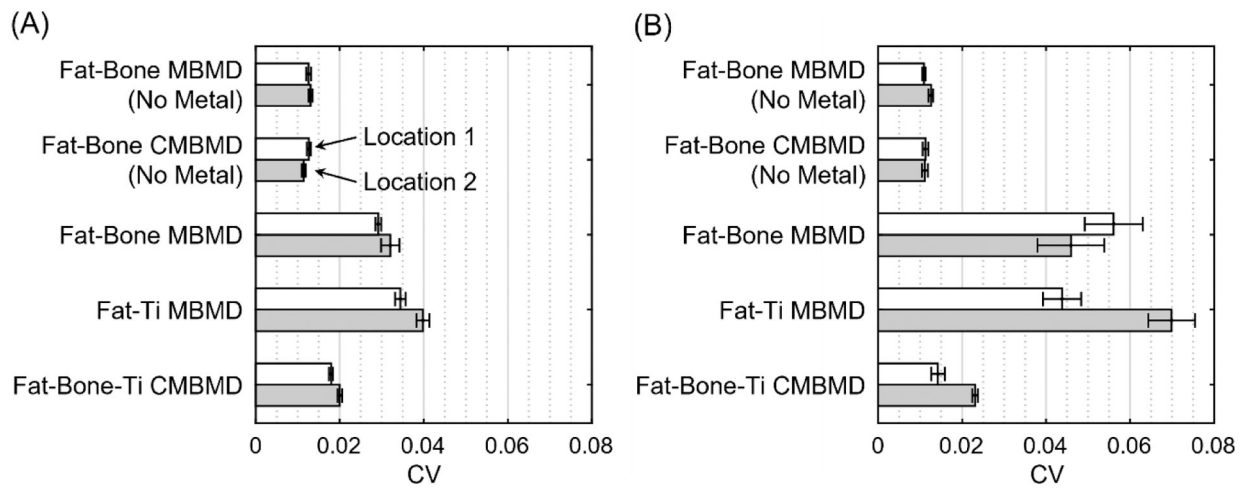 (A)
Fat-Bone MBMD
(No Metal)
Fat-Bone CMBMD
(No Metal)
Location 1
Location 2
Fat-Bone MBMD
Fat-Ti MBMD
Fat-Bone-Ti CMBMD
0 0.02 0.04 0.06 0.08
CV
(B)
Fat-Bone MBMD
(No Metal)
Fat-Bone CMBMD
(No Metal)
Fat-Bone MBMD
Fat-Ti MBMD
Fat-Bone-Ti CMBMD
0 0.02 0.04 0.06 0.08
CV